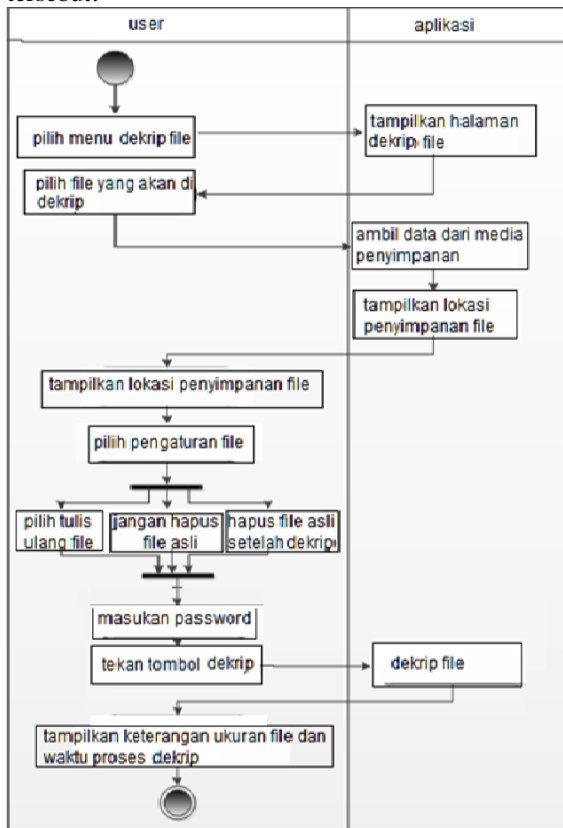 tersebut.
user
aplikasi
pilih menu dekrip file
tampilkan halaman
dekrip file
pilih file yang akan di
dekrip
ambil data dari media
penyimpanan
tampilkan lokasi
penyimpanan file
tampilkan lokasi penyimpanan file
pilih pengaturan file
pilih tulis
ulang file
jangan hapus
file asli
hapus file asli
setelah dekrip
masukan password
tekan tombol dekrip
dekrip file
tampilkan keterangan ukuran file dan
waktu proses dekrip